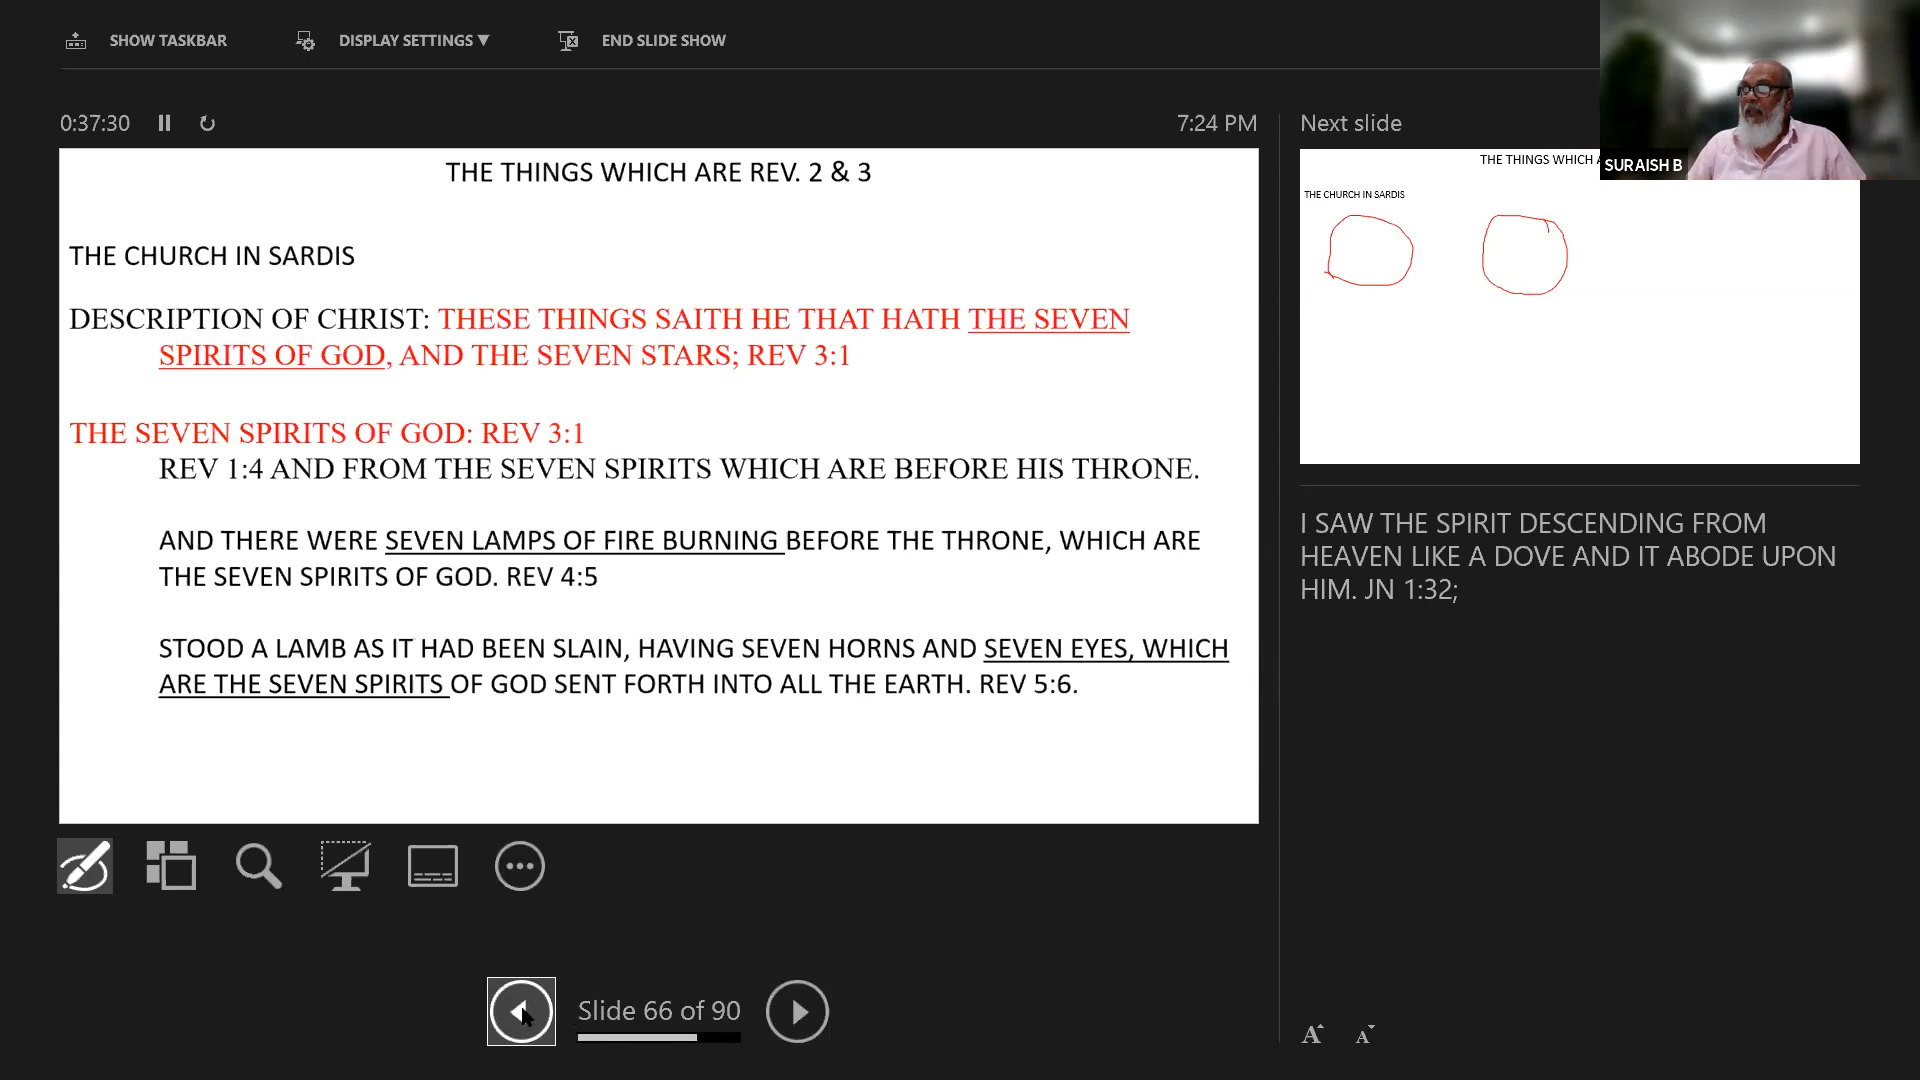 SHOW TASKBAR
DISPLAY SETTINGS ▼
END SLIDE SHOW
0:37:30
7:24 PM
Next slide
THE THINGS WHICH ARE REV. 2 & 3
THE CHURCH IN SARDIS
DESCRIPTION OF CHRIST: THESE THINGS SAITH HE THAT HATH THE SEVEN
SPIRITS OF GOD, AND THE SEVEN STARS; REV 3:1
THE SEVEN SPIRITS OF GOD: REV 3:1
REV 1:4 AND FROM THE SEVEN SPIRITS WHICH ARE BEFORE HIS THRONE.
AND THERE WERE SEVEN LAMPS OF FIRE BURNING BEFORE THE THRONE, WHICH ARE
THE SEVEN SPIRITS OF GOD. REV 4:5
STOOD A LAMB AS IT HAD BEEN SLAIN, HAVING SEVEN HORNS AND SEVEN EYES, WHICH
ARE THE SEVEN SPIRITS OF GOD SENT FORTH INTO ALL THE EARTH. REV 5:6.
Slide 66 of 90
SURAISH B
THE THINGS WHICH
THE CHURCH IN SARDIS
I SAW THE SPIRIT DESCENDING FROM
HEAVEN LIKE A DOVE AND IT ABODE UPON
HIM. JN 1:32;
A A